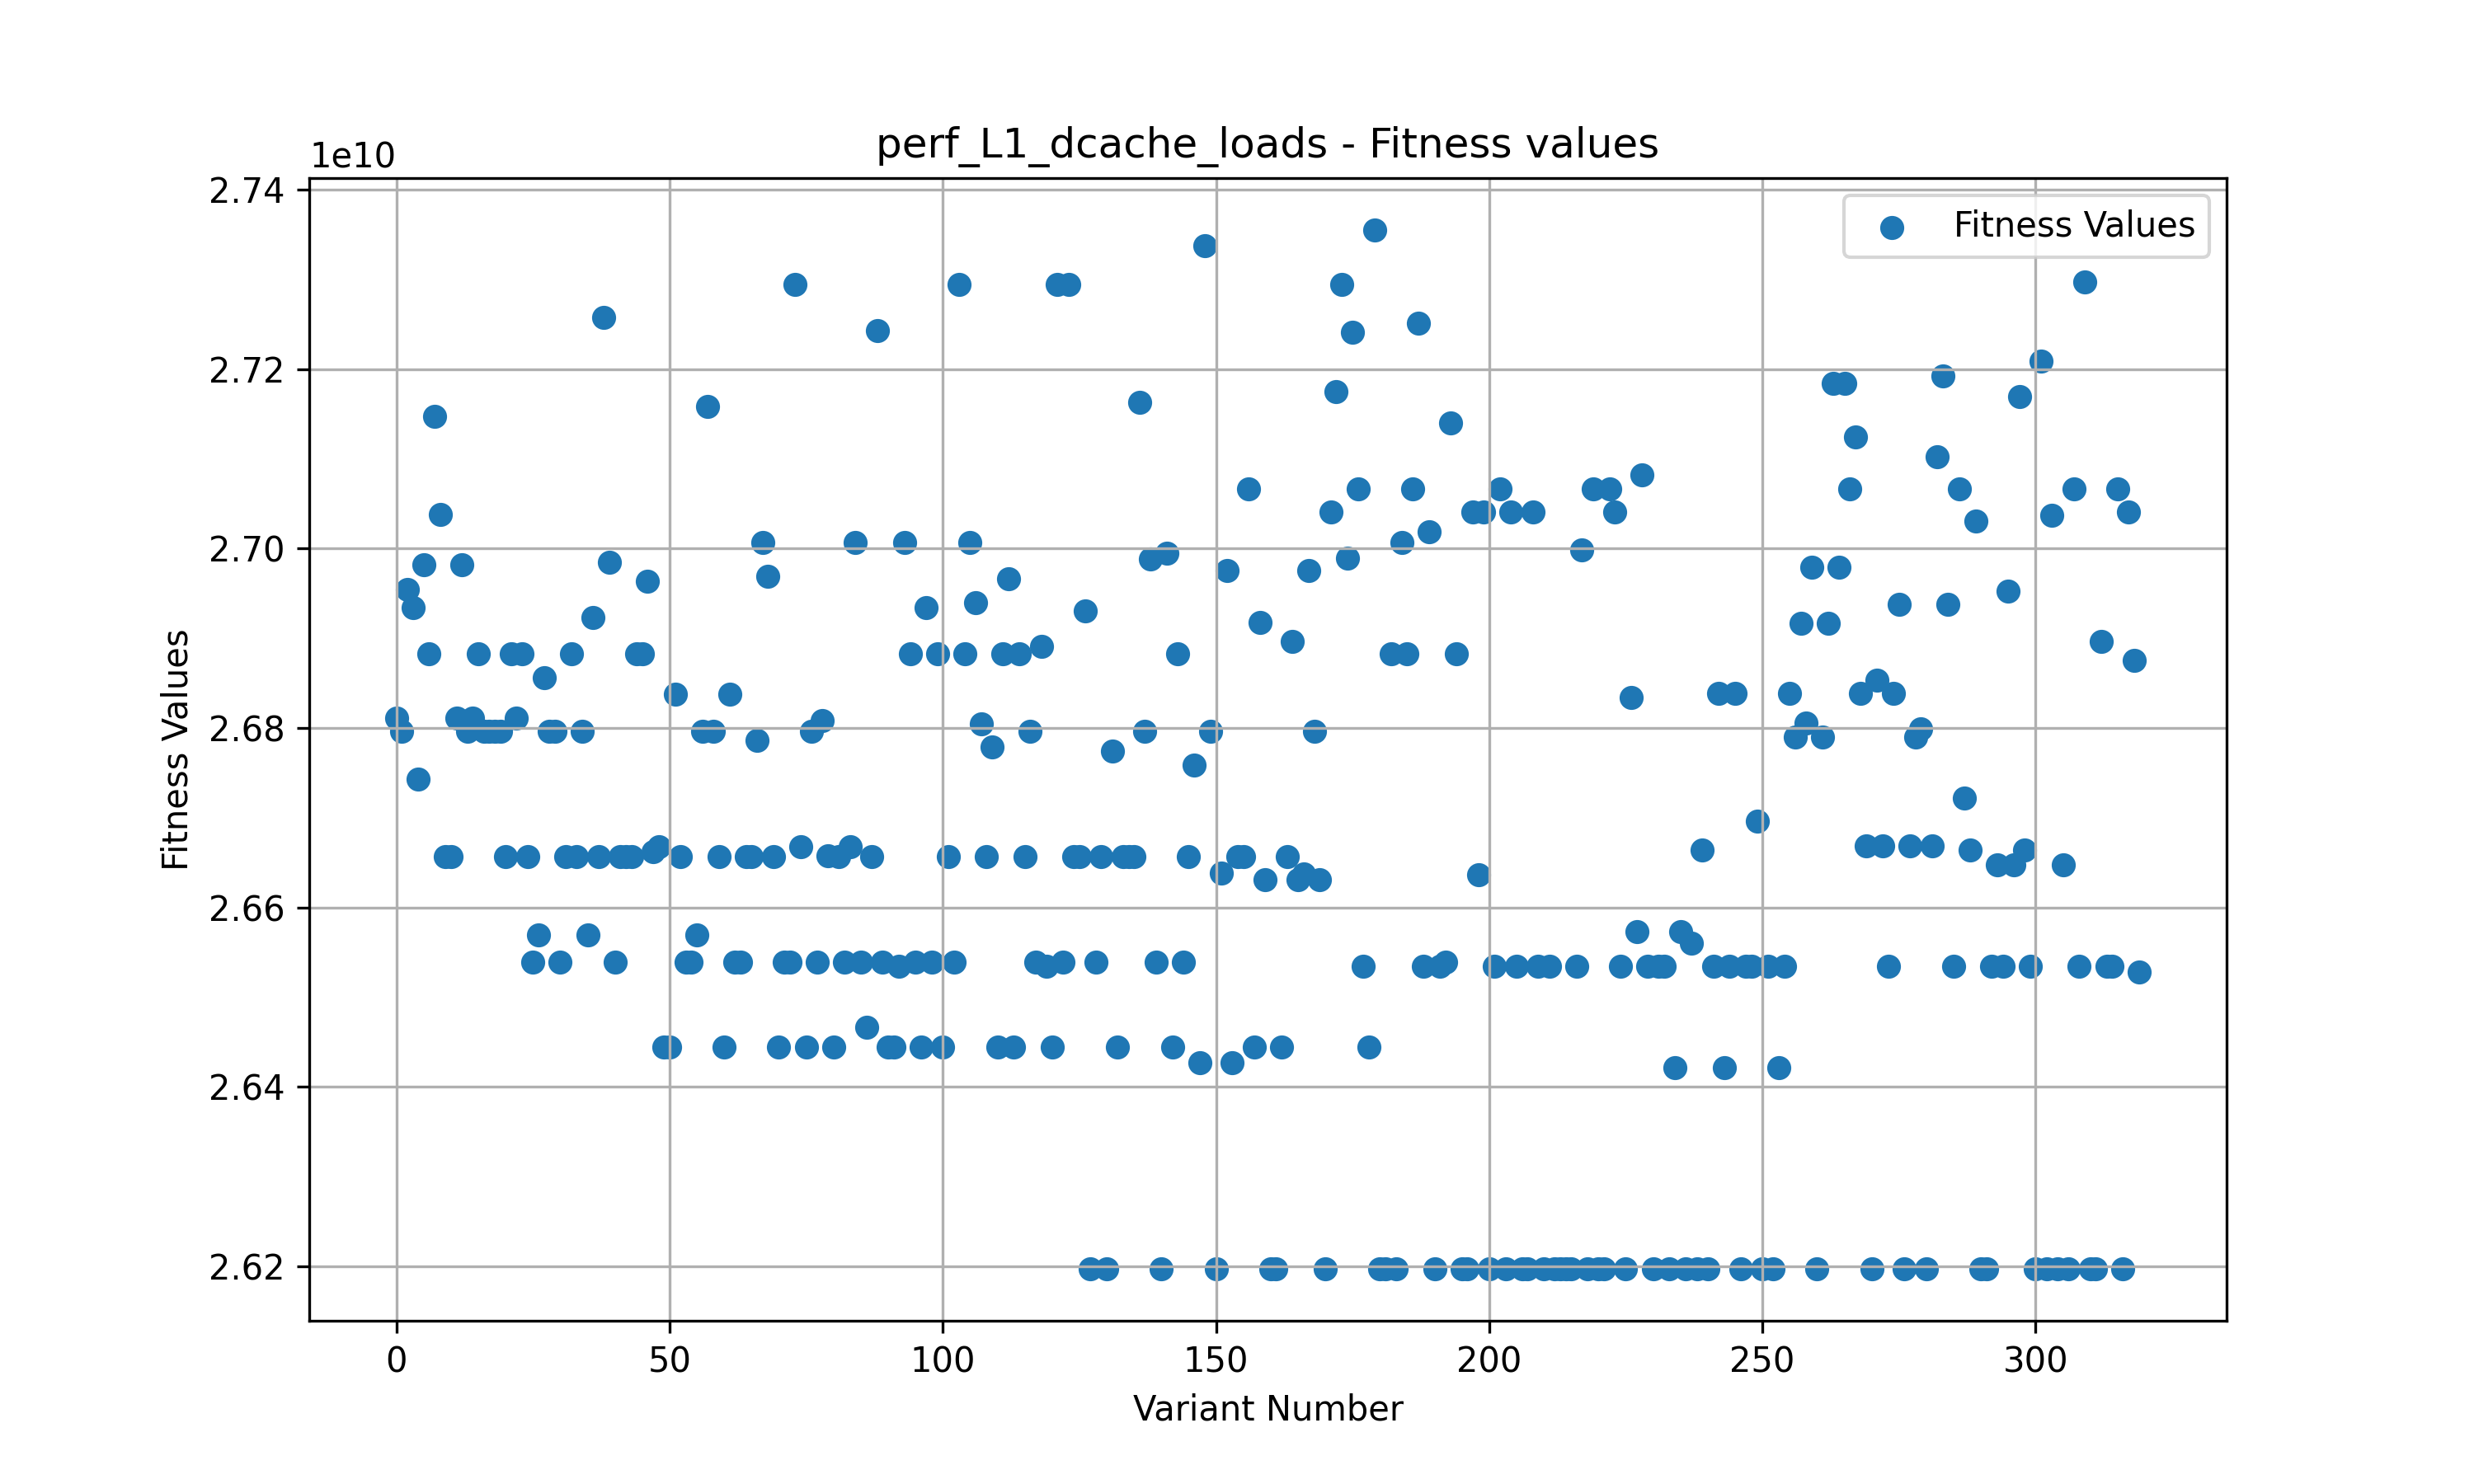 perf_L1_dcache_loads - Fitness values
1e10
Fitness Values
2.74
2.72
2.70
2.68
2.66
2.64
2.62
Fitness Values
0 50 100 150 200 250 300
Variant Number